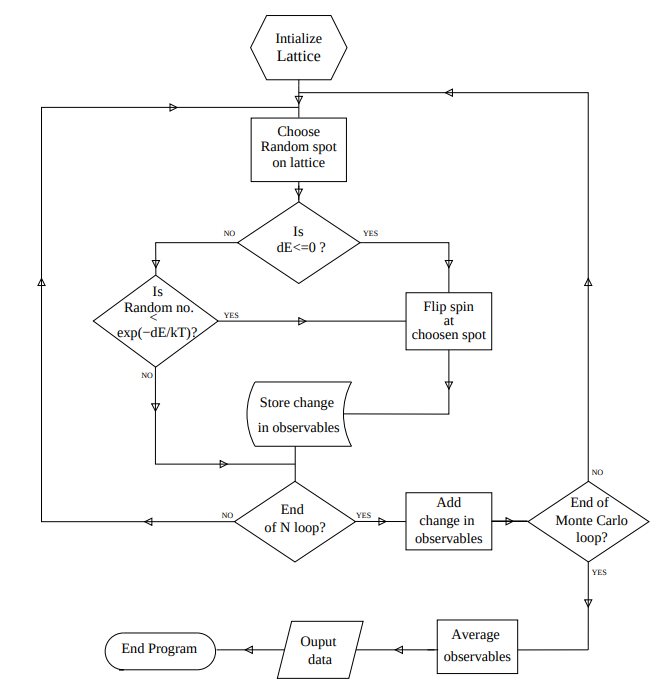 Intialize
Lattice
Choose
Random spot
on lattice
Is
dE<=0 ?
NO
YES
Is
Random no.
<
exp(−dE/kT)?
YES
NO
Flip spin
at
choosen spot
Store change
in observables
End
of N loop?
NO
YES
Add
change in
observables
End of
Monte Carlo
loop?
NO
YES
Average
observables
Ouput
data
End Program